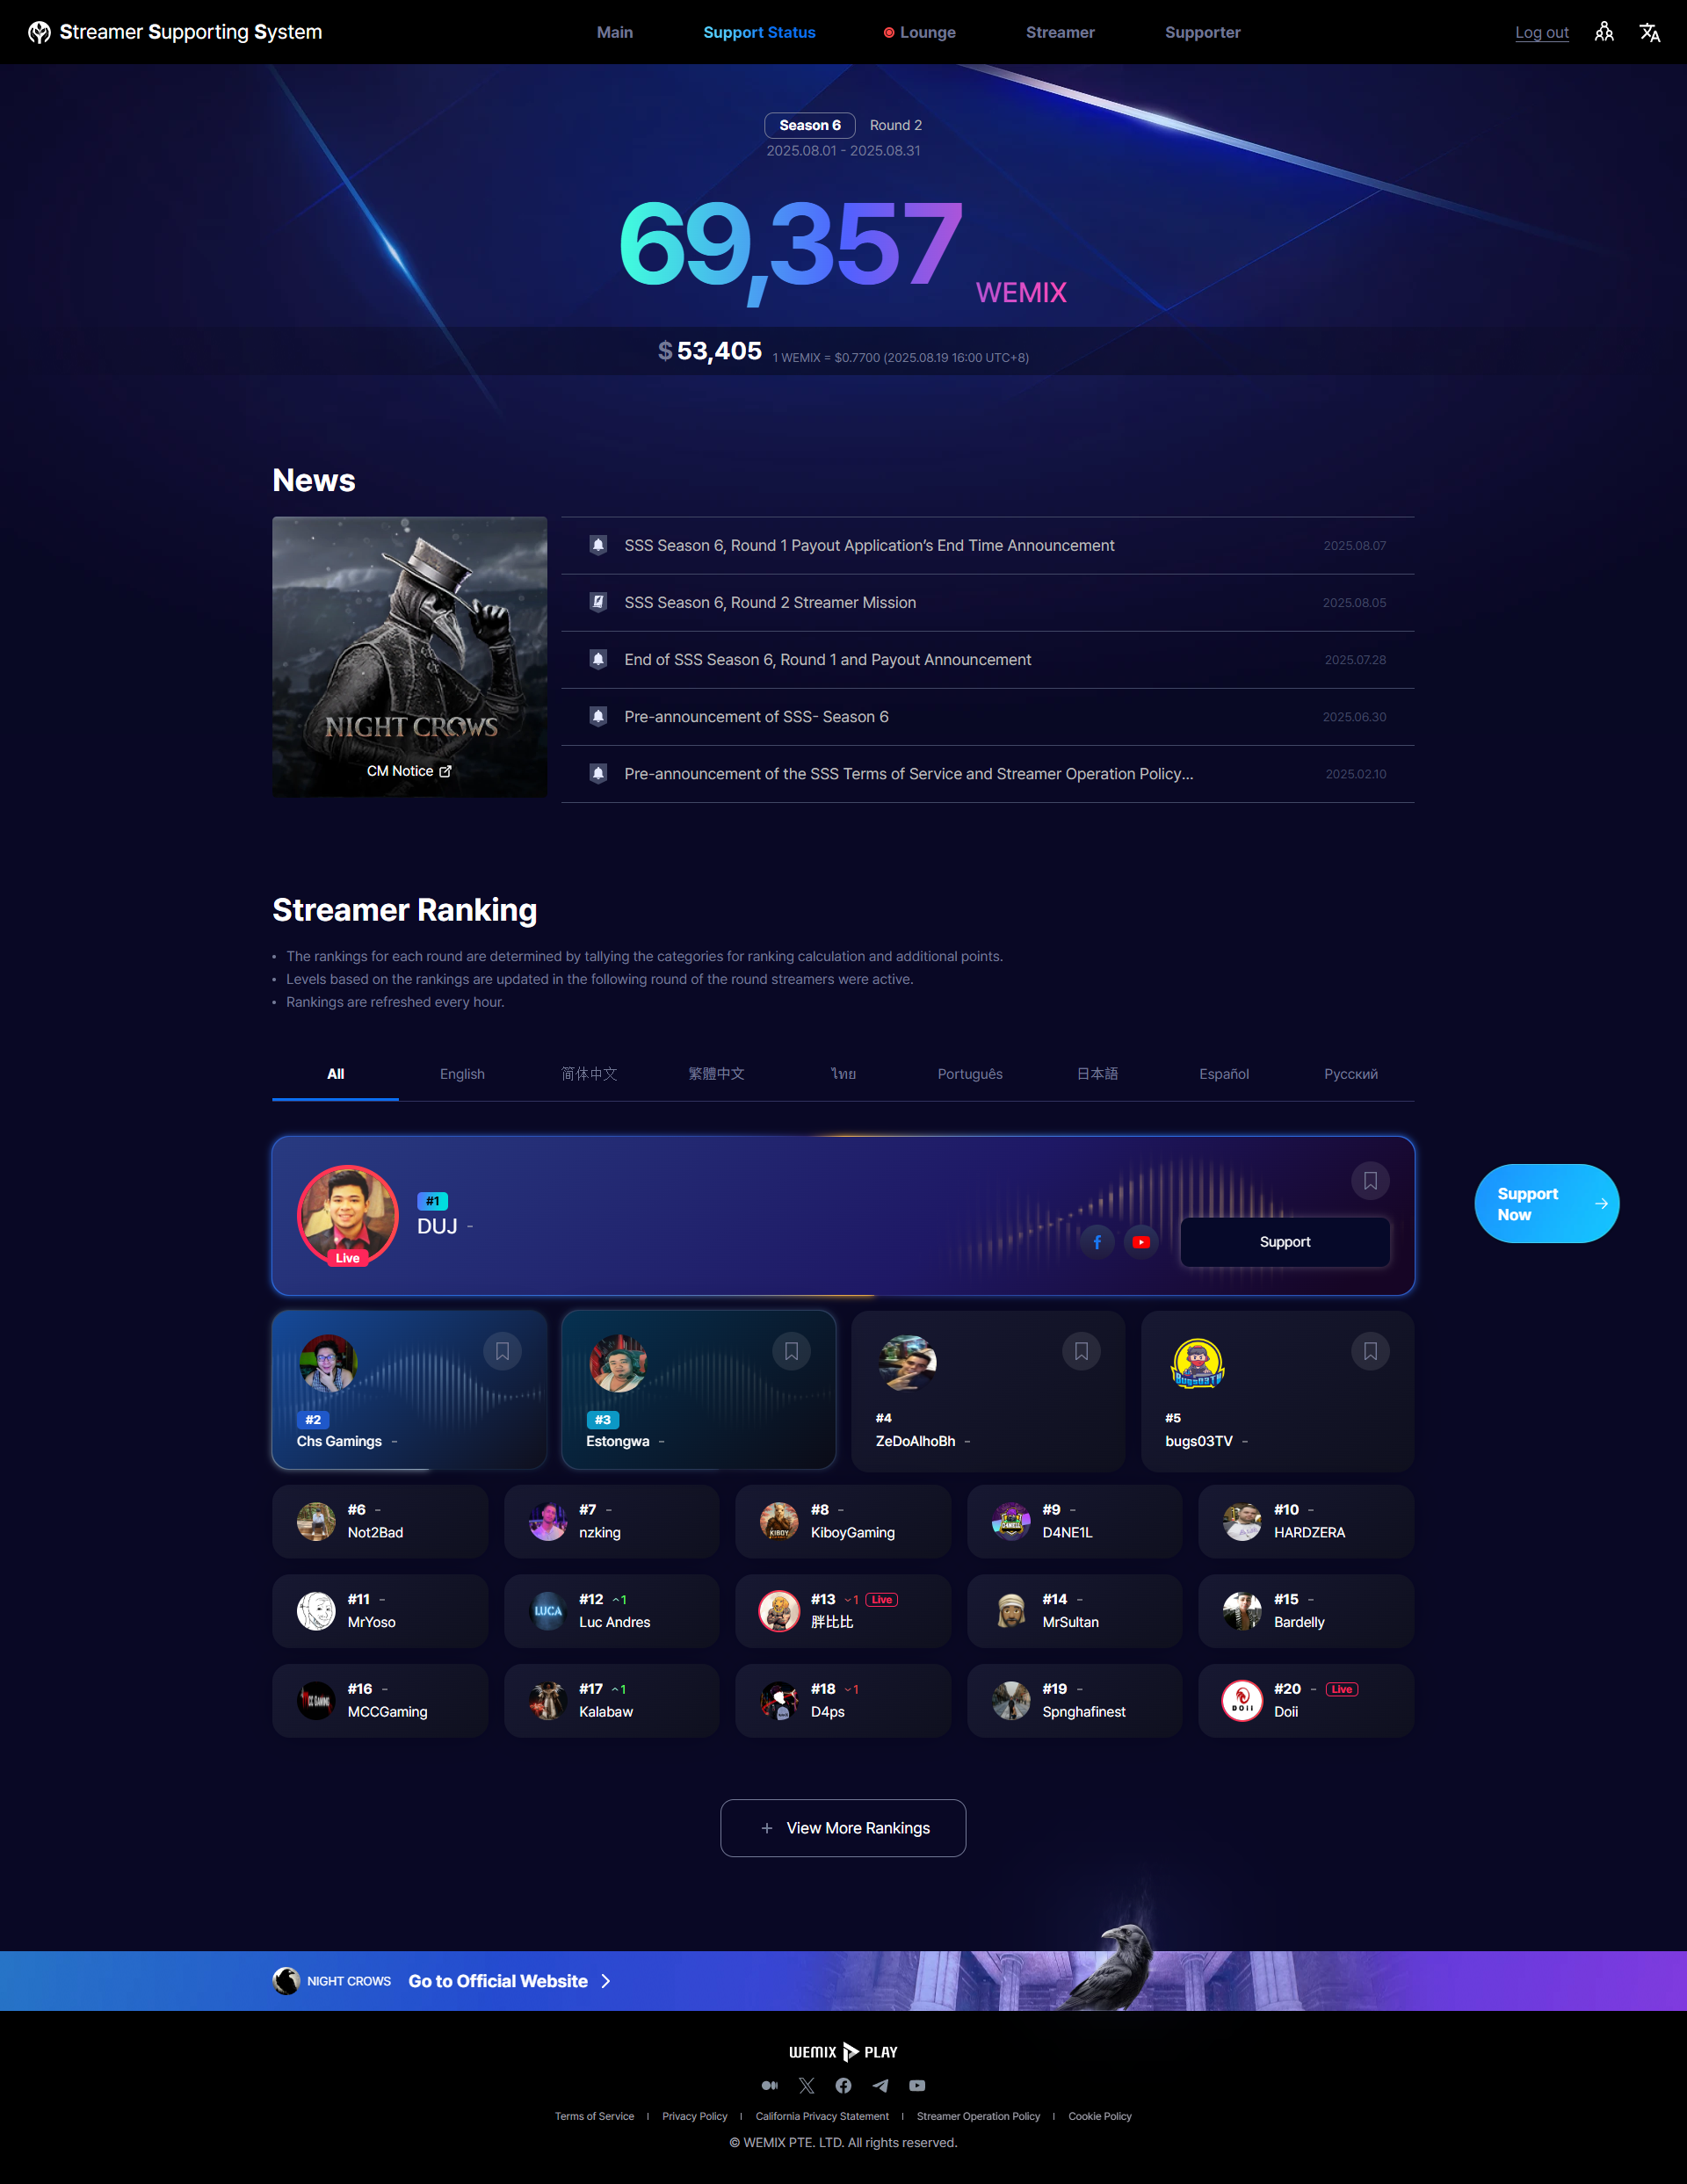 Streamer Supporting System
Main
Support Status
Lounge
Streamer
Supporter
Log out
Season 6 Round 2
2025.08.01 - 2025.08.31
69,357 WEMIX
$ 53,405 1 WEMIX = $0.7700 (2025.08.19 16:00 UTC+8)
News
NIGHT CROWS
CM Notice
SSS Season 6, Round 1 Payout Application’s End Time Announcement 2025.08.07
SSS Season 6, Round 2 Streamer Mission 2025.08.05
End of SSS Season 6, Round 1 and Payout Announcement 2025.07.28
Pre-announcement of SSS- Season 6 2025.06.30
Pre-announcement of the SSS Terms of Service and Streamer Operation Policy... 2025.02.10
Streamer Ranking
• The rankings for each round are determined by tallying the categories for ranking calculation and additional points.
• Levels based on the rankings are updated in the following round of the round streamers were active.
• Rankings are refreshed every hour.
All
English
简体中文
繁體中文
ไทย
Português
日本語
Español
Русский
#1
DUJ -
Live
Support
Support
Now
#2
Chs Gamings -
#3
Estongwa -
#4
ZeDoAlhoBh -
Bugs03TV
#5
bugs03TV -
#6 -
Not2Bad
#7 -
nzking
KIBOY
#8 -
KiboyGaming
#9 -
D4NE1L
#10 -
HARDZERA
#11 -
MrYoso
LUCA
#12 1
Luc Andres
#13 1 Live
胖比比
#14 -
MrSultan
#15 -
Bardelly
CC GAMING
#16 -
MCCGaming
#17 1
Kalabaw
#18 1
D4ps
#19 -
Spnghafinest
DOII
#20 - Live
Doii
+ View More Rankings
NIGHT CROWS Go to Official Website
WEMIX PLAY
Terms of Service | Privacy Policy | California Privacy Statement | Streamer Operation Policy | Cookie Policy
© WEMIX PTE. LTD. All rights reserved.